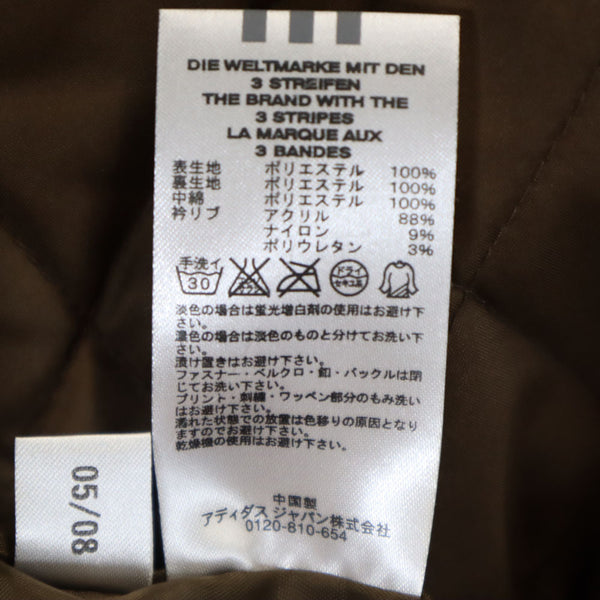 DIE WELTMARKE MIT DEN
3 STREIFEN
THE BRAND WITH THE
3 STRIPES
LA MARQUE AUX
3 BANDES
表生地 ポリエステル 100%
裏生地 ポリエステル 100%
中綿 ポリエステル 100%
衿リブ アクリル 88%
ナイロン 9%
ポリウレタン 3%
手洗イ
30
ドライ
セキユ系
淡色の場合は蛍光増白剤の使用はお避け下さい。
濃色の場合は淡色のものと分けてお洗い下さい。
漬け置きはお避け下さい。
ファスナー・ベルクロ・釦・バックルは閉じてお洗い下さい。
プリント・刺繍・ワッペン部分のもみ洗いはお避け下さい。
濡れた状態での放置は色移りの原因となりますのでお避け下さい。
乾燥機の使用はお避け下さい。
中国製
アディダス ジャパン株式会社
0120-810-654
05/08